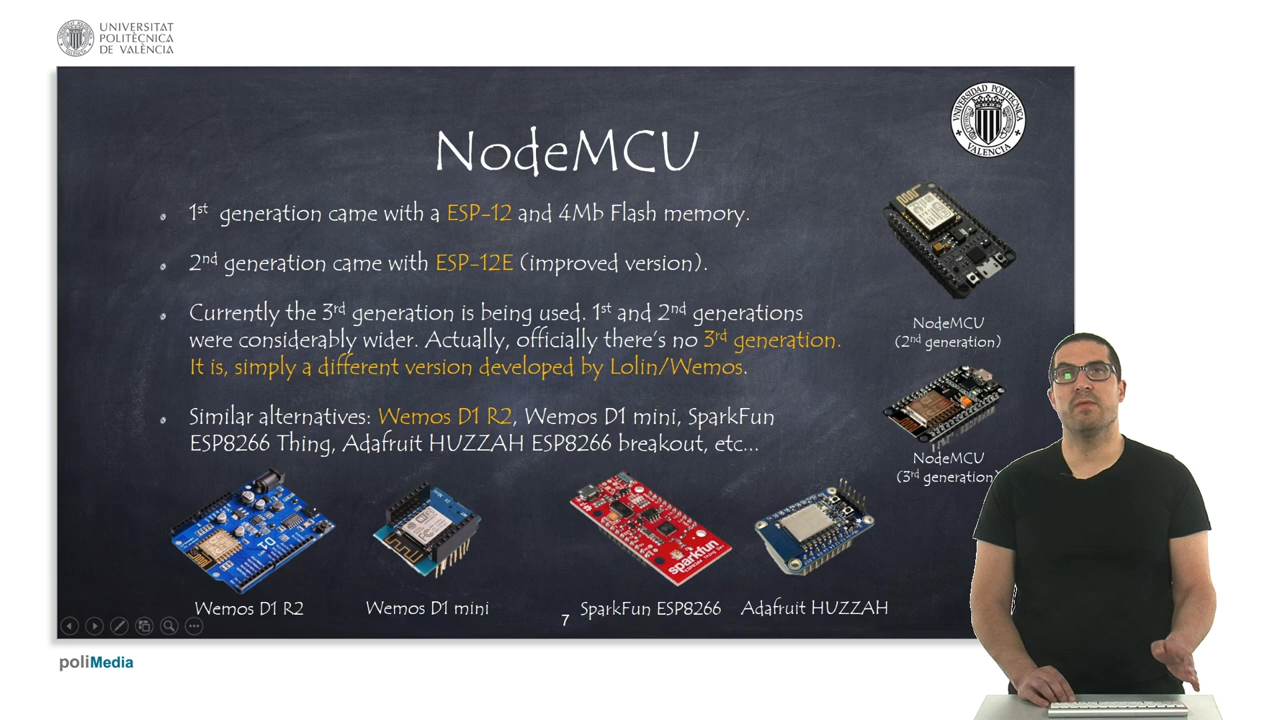 UNIVERSITAT
POLITÈCNICA
DE VALÈNCIA
UNIVERSIDAD POLITECNICA
VALENCIA
NodeMCU
1st generation came with a ESP-12 and 4Mb Flash memory.
2nd generation came with ESP-12E (improved version).
Currently the 3rd generation is being used. 1st and 2nd generations
were considerably wider. Actually, officially there's no 3rd generation.
It is, simply a different version developed by Lolin/Wemos.
Similar alternatives: Wemos D1 R2, Wemos D1 mini, SparkFun
ESP8266 Thing, Adafruit HUZZAH ESP8266 breakout, etc...
NodeMCU
(2nd generation)
NodeMCU
(3rd generation)
sparkfun
Wemos D1 R2
Wemos D1 mini
SparkFun ESP8266
Adafruit HUZZAH
7
poliMedia